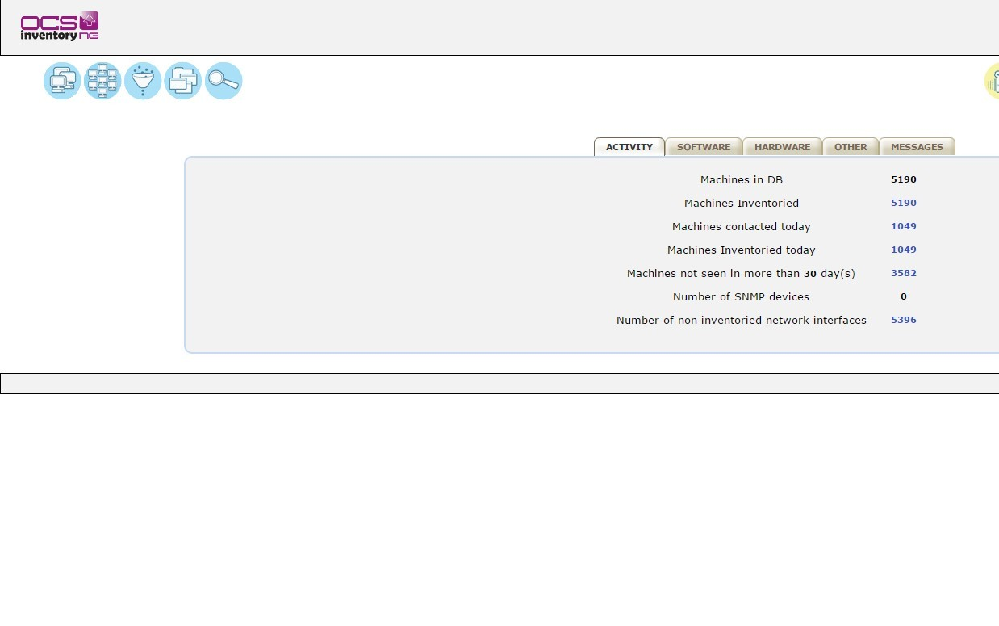 OCS
inventory NG
ACTIVITY SOFTWARE HARDWARE OTHER MESSAGES
Machines in DB 5190
Machines Inventoried 5190
Machines contacted today 1049
Machines Inventoried today 1049
Machines not seen in more than 30 day(s) 3582
Number of SNMP devices 0
Number of non inventoried network interfaces 5396